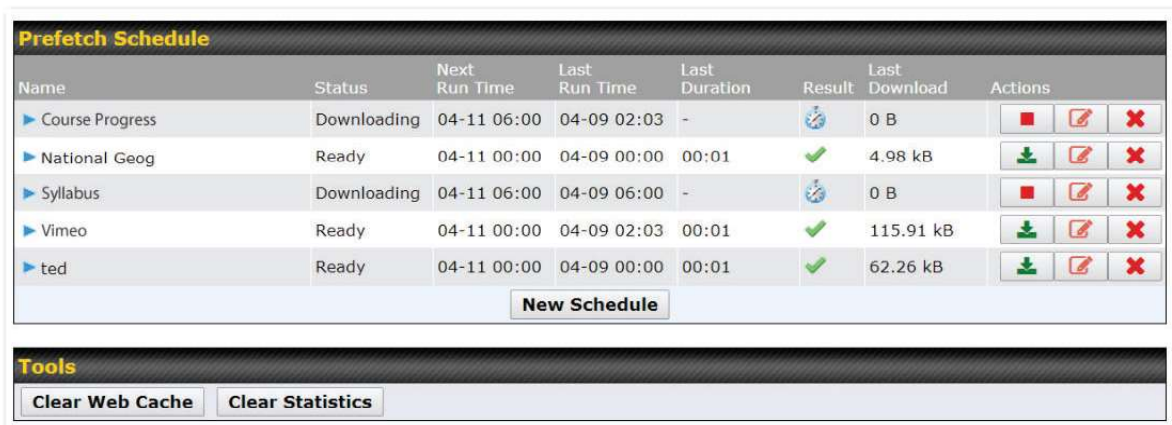 Prefetch Schedule
Name Status Next Run Time Last Run Time Last Duration Result Last Download Actions
Course Progress Downloading 04-11 06:00 04-09 02:03 - 0 B
National Geog Ready 04-11 00:00 04-09 00:00 00:01 4.98 kB
Syllabus Downloading 04-11 06:00 04-09 06:00 - 0 B
Vimeo Ready 04-11 00:00 04-09 02:03 00:01 115.91 kB
ted Ready 04-11 00:00 04-09 00:00 00:01 62.26 kB
New Schedule
Tools
Clear Web Cache Clear Statistics